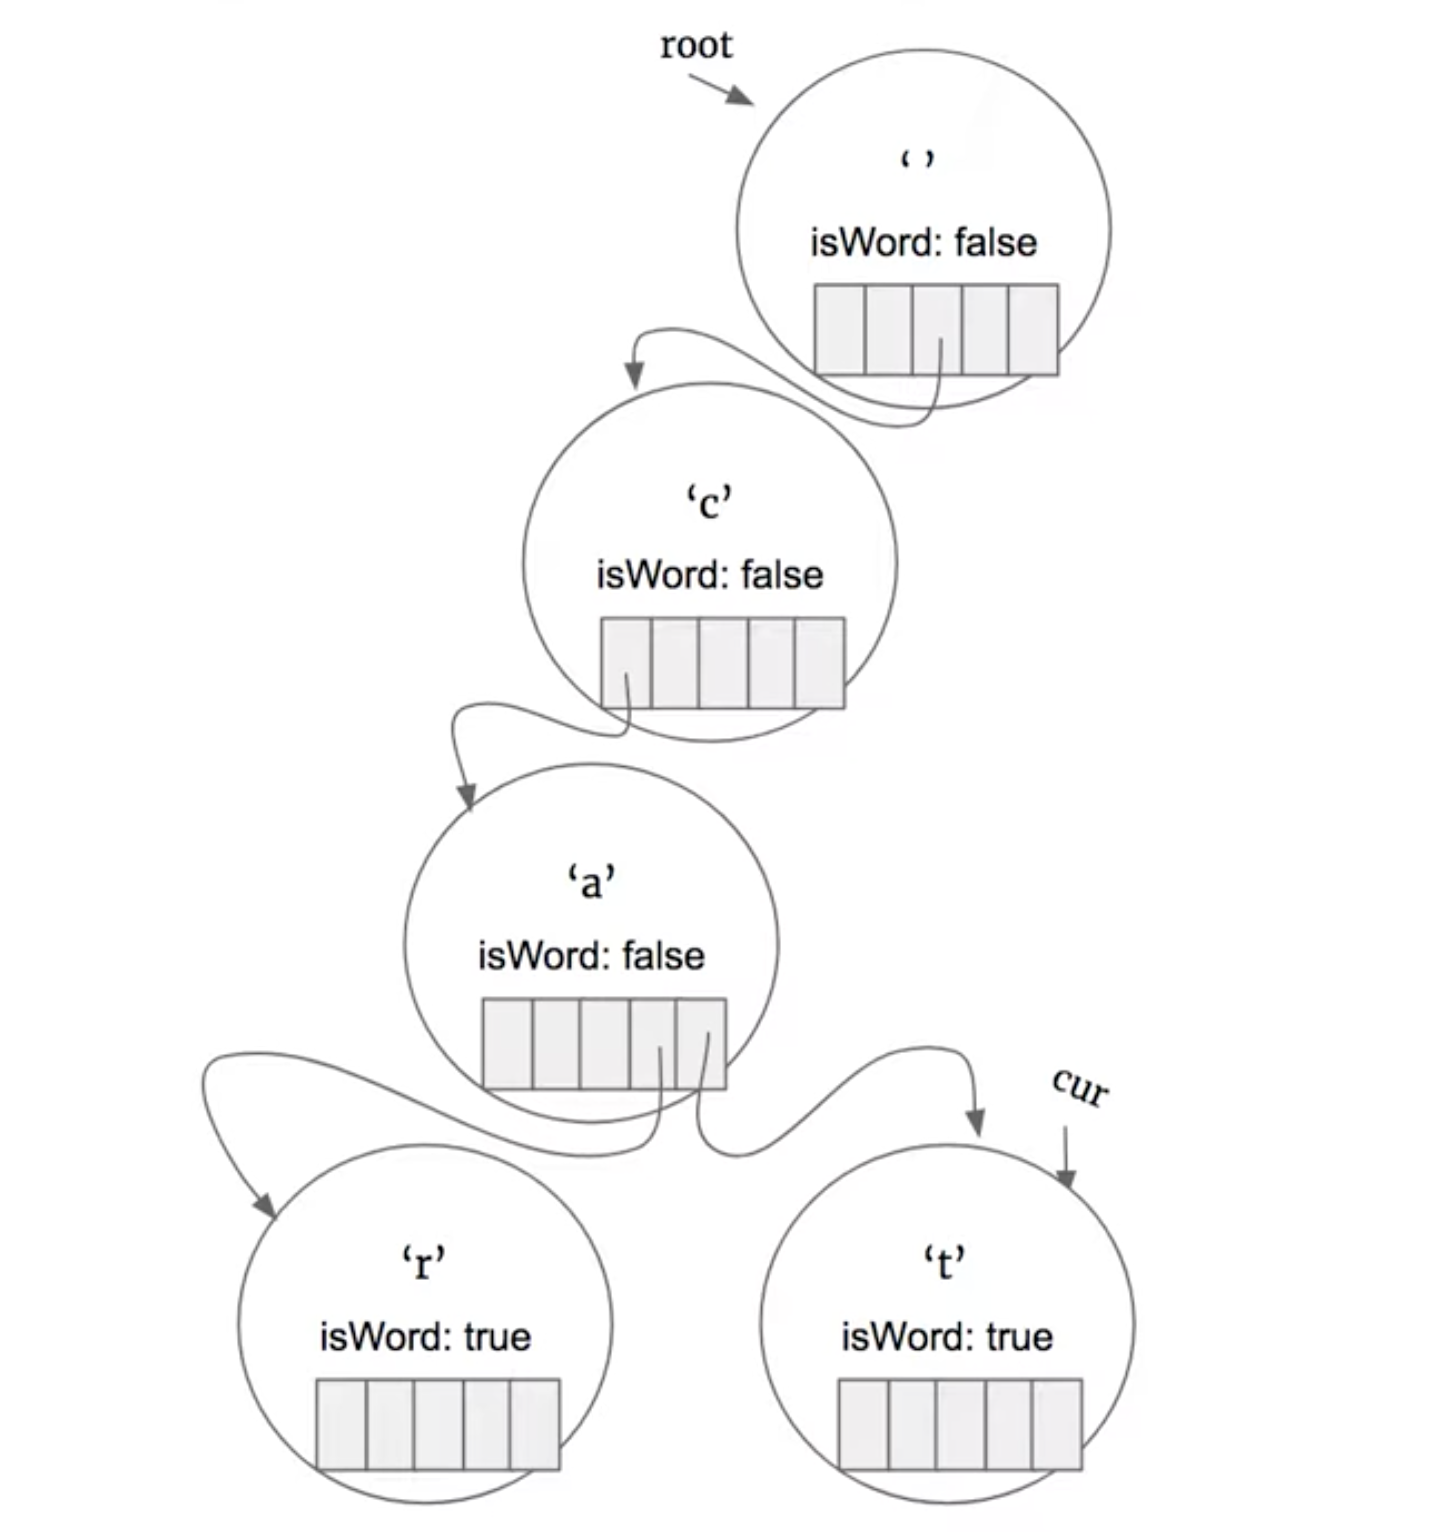 root
‘ ’
isWord: false
‘c’
isWord: false
‘a’
isWord: false
cur
‘r’
isWord: true
‘t’
isWord: true